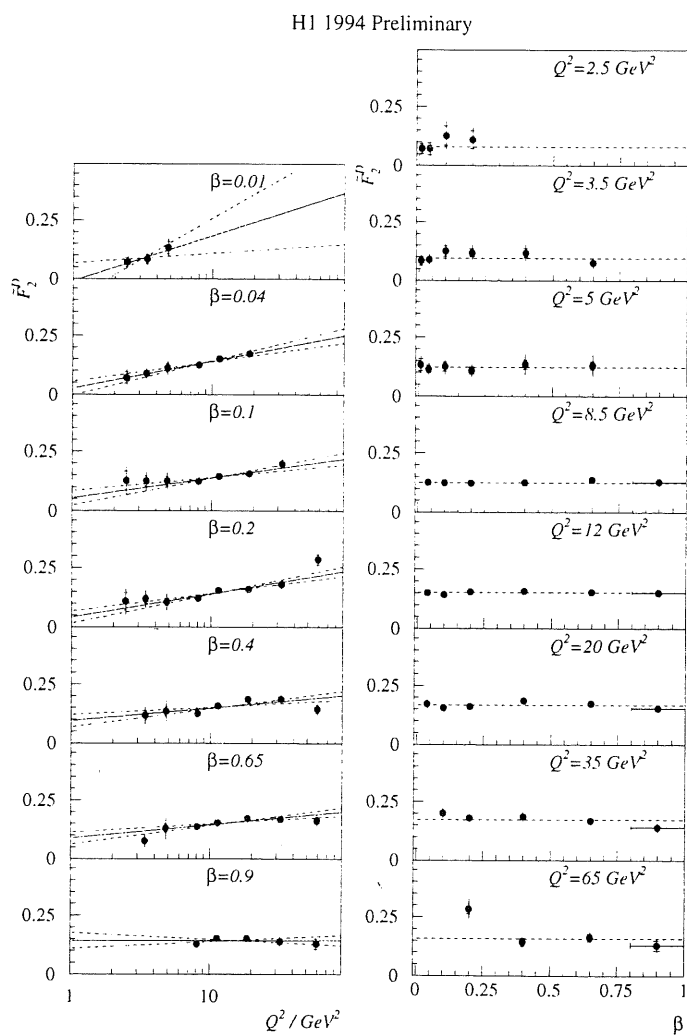 H1 1994 Preliminary
F̃₂ᴰ
β=0.01
0.25
0
β=0.04
0.25
0
β=0.1
0.25
0
β=0.2
0.25
0
β=0.4
0.25
0
β=0.65
0.25
0
β=0.9
0.25
0
1
10
Q² / GeV²
F̃₂ᴰ
Q²=2.5 GeV²
0.25
0
Q²=3.5 GeV²
0.25
0
Q²=5 GeV²
0.25
0
Q²=8.5 GeV²
0.25
0
Q²=12 GeV²
0.25
0
Q²=20 GeV²
0.25
0
Q²=35 GeV²
0.25
0
Q²=65 GeV²
0.25
0
0
0.25
0.5
0.75
1
β